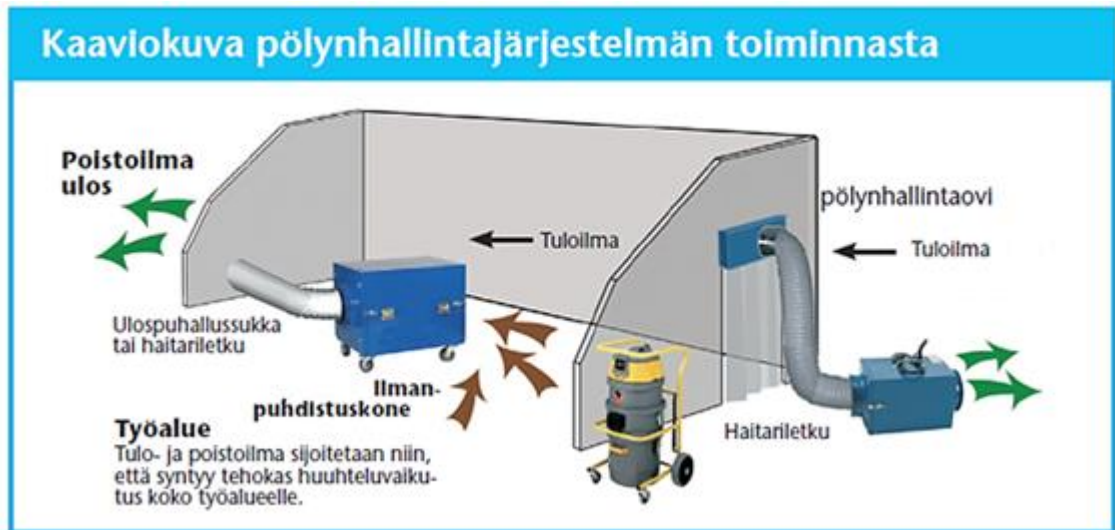 Kaaviokuva pölynhallintajärjestelmän toiminnasta
Poistoilma
ulos
pölynhallintaovi
Tuloilma
Tuloilma
Ulospuhallussukka
tai haitariletku
Ilman-
puhdistuskone
Haitariletku
Työalue
Tulo- ja poistoilma sijoitetaan niin,
että syntyy tehokas huuhteluvaiku-
tus koko työalueelle.